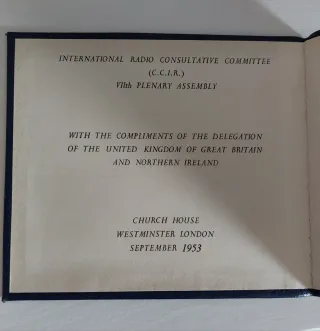 INTERNATIONAL RADIO CONSULTATIVE COMMITTEE
(C.C.I.R.)
VIIth PLENARY ASSEMBLY
WITH THE COMPLIMENTS OF THE DELEGATION
OF THE UNITED KINGDOM OF GREAT BRITAIN
AND NORTHERN IRELAND
CHURCH HOUSE
WESTMINSTER LONDON
SEPTEMBER 1953